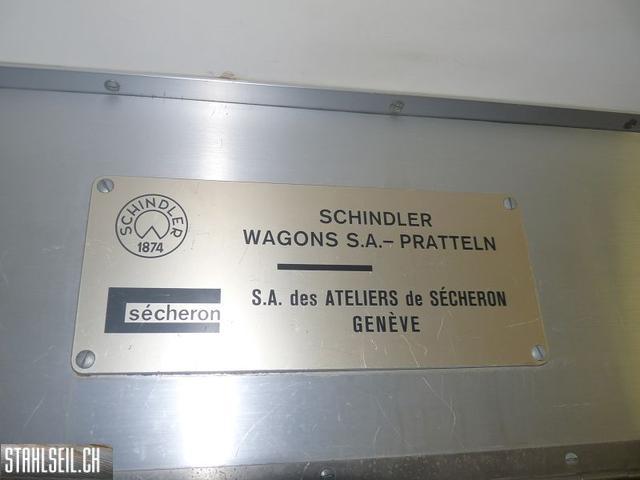 SCHINDLER
1874
SCHINDLER
WAGONS S.A.– PRATTELN
sécheron
S.A. des ATELIERS de SÉCHERON
GENÈVE
STAHLSEIL.CH